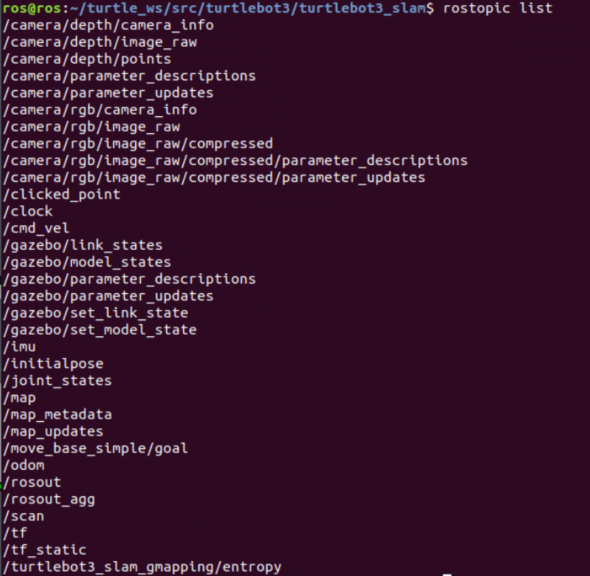 ros@ros:~/turtle_ws/src/turtlebot3/turtlebot3_slam$ rostopic list
/camera/depth/camera_info
/camera/depth/image_raw
/camera/depth/points
/camera/parameter_descriptions
/camera/parameter_updates
/camera/rgb/camera_info
/camera/rgb/image_raw
/camera/rgb/image_raw/compressed
/camera/rgb/image_raw/compressed/parameter_descriptions
/camera/rgb/image_raw/compressed/parameter_updates
/clicked_point
/clock
/cmd_vel
/gazebo/link_states
/gazebo/model_states
/gazebo/parameter_descriptions
/gazebo/parameter_updates
/gazebo/set_link_state
/gazebo/set_model_state
/imu
/initialpose
/joint_states
/map
/map_metadata
/map_updates
/move_base_simple/goal
/odom
/rosout
/rosout_agg
/scan
/tf
/tf_static
/turtlebot3_slam_gmapping/entropy